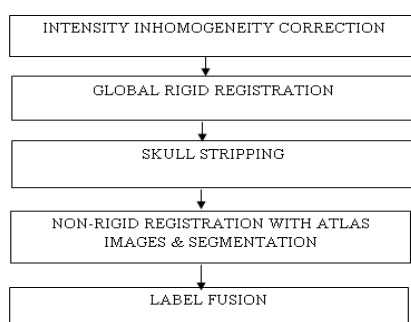 INTENSITY INHOMOGENEITY CORRECTION
GLOBAL RIGID REGISTRATION
SKULL STRIPPING
NON-RIGID REGISTRATION WITH ATLAS
IMAGES & SEGMENTATION
LABEL FUSION